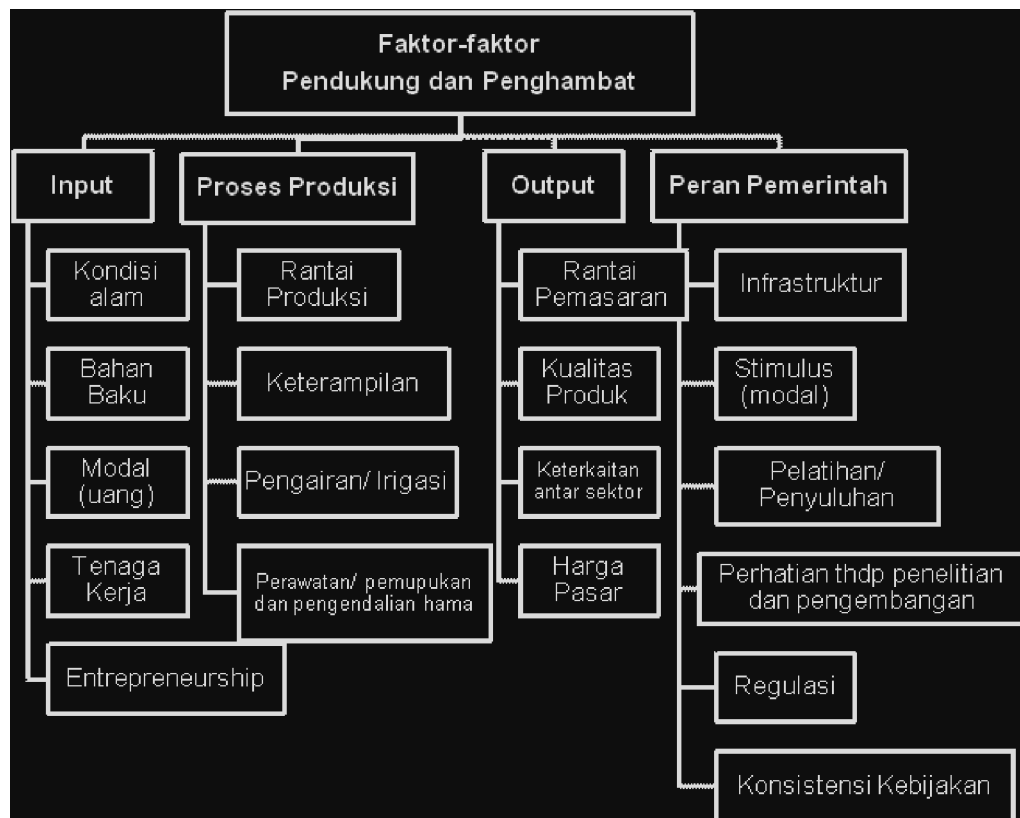 Faktor-faktor
Pendukung dan Penghambat
Input
Kondisi
alam
Bahan
Baku
Modal
(uang)
Tenaga
Kerja
Entrepreneurship
Proses Produksi
Rantai
Produksi
Keterampilan
Pengairan/ Irigasi
Perawatan/ pemupukan
dan pengendalian hama
Output
Rantai
Pemasaran
Kualitas
Produk
Keterkaitan
antar sektor
Harga
Pasar
Peran Pemerintah
Infrastruktur
Stimulus
(modal)
Pelatihan/
Penyuluhan
Perhatian thdp penelitian
dan pengembangan
Regulasi
Konsistensi Kebijakan